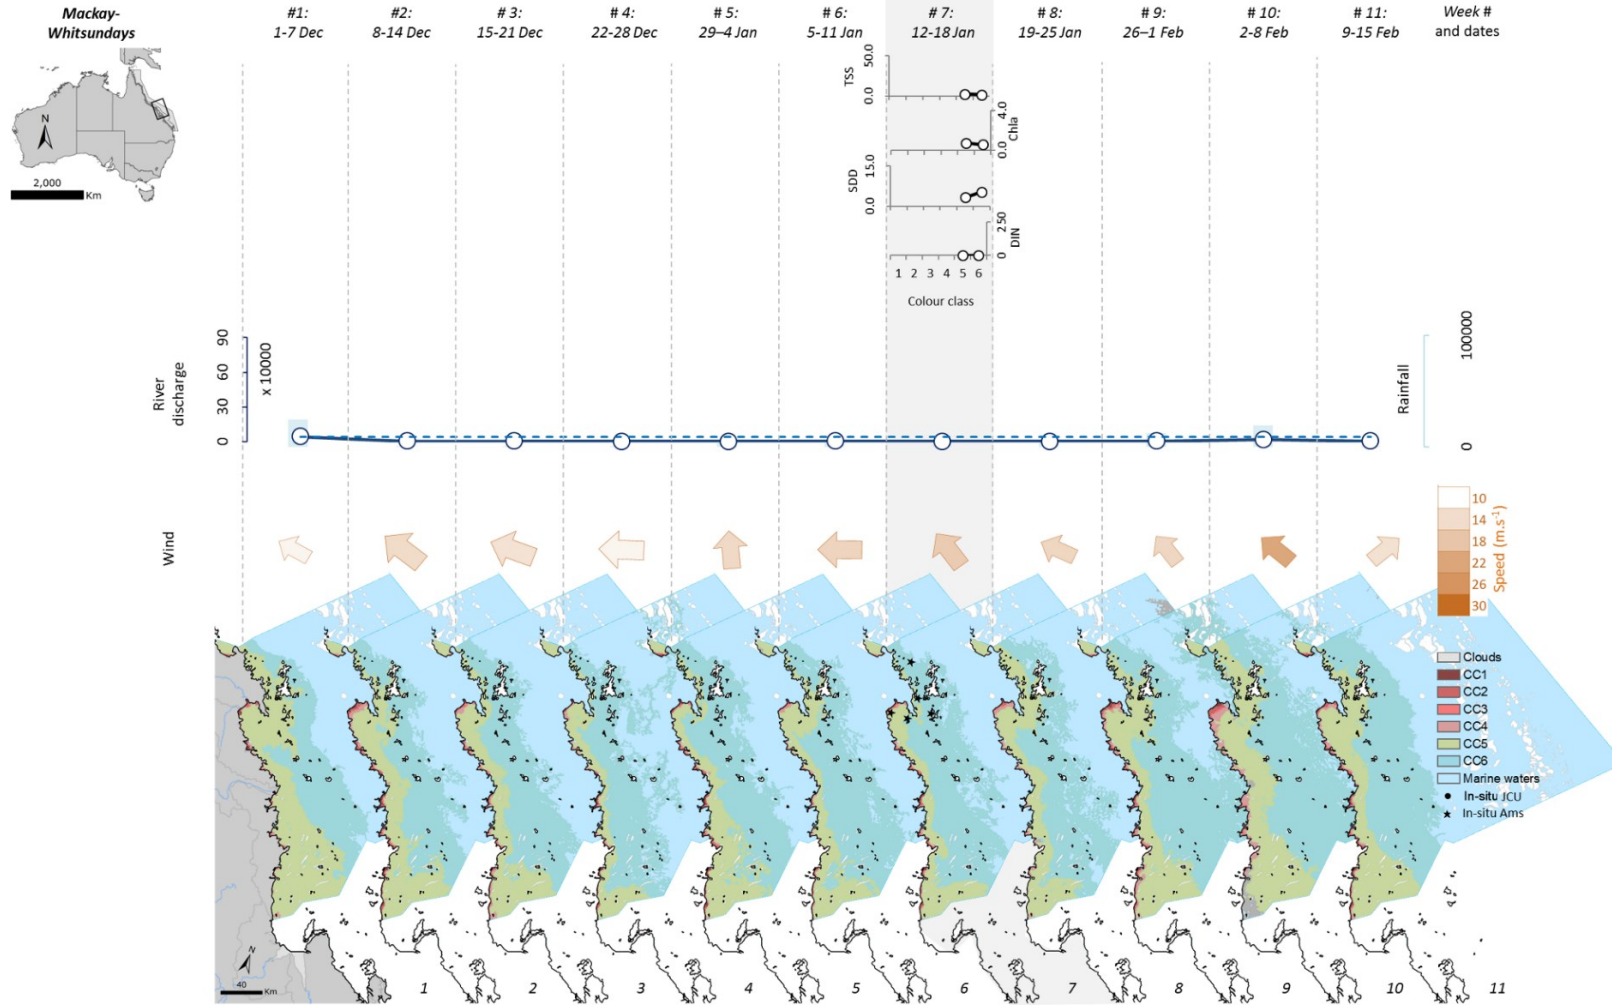 Mackay-
Whitsundays
#1:
1-7 Dec
#2:
8-14 Dec
# 3:
15-21 Dec
# 4:
22-28 Dec
# 5:
29–4 Jan
# 6:
5-11 Jan
# 7:
12-18 Jan
# 8:
19-25 Jan
# 9:
26–1 Feb
# 10:
2-8 Feb
# 11:
9-15 Feb
Week #
and dates
N
2,000
Km
TSS
50.0
0.0
4.0
Chla
0.0
SDD
15.0
0.0
2.50
DIN
0
1 2 3 4 5 6
Colour class
River
discharge
90
60
30
0
x 10000
Rainfall
100000
0
Wind
10
14
18
22
26
30
Speed (m.s-1)
Clouds
CC1
CC2
CC3
CC4
CC5
CC6
Marine waters
In-situ JCU
In-situ Ams
N
40
Km
1 2 3 4 5 6 7 8 9 10 11